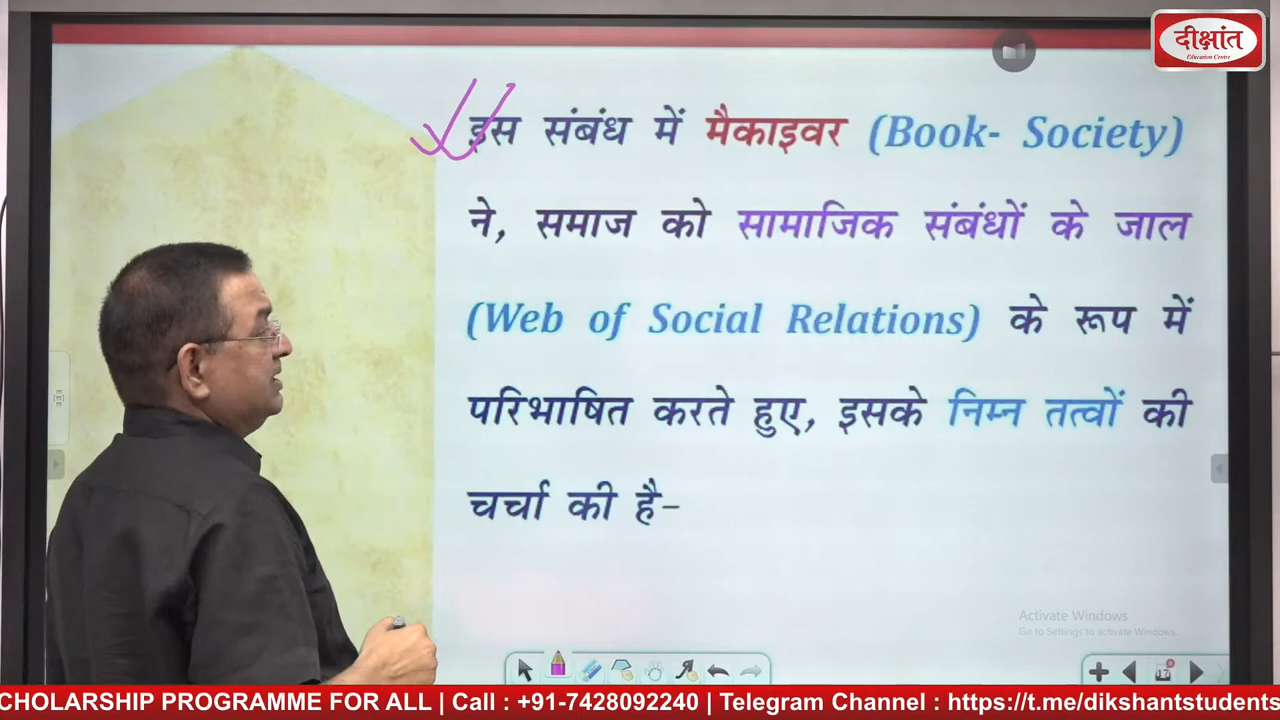 दीक्षांत
Education Centre
इस संबंध में मैकाइवर (Book- Society)
ने, समाज को सामाजिक संबंधों के जाल
(Web of Social Relations) के रूप में
परिभाषित करते हुए, इसके निम्न तत्वों की
चर्चा की है-
Activate Windows
Go to Settings to activate Windows.
17
CHOLARSHIP PROGRAMME FOR ALL | Call : +91-7428092240 | Telegram Channel : https://t.me/dikshantstudents